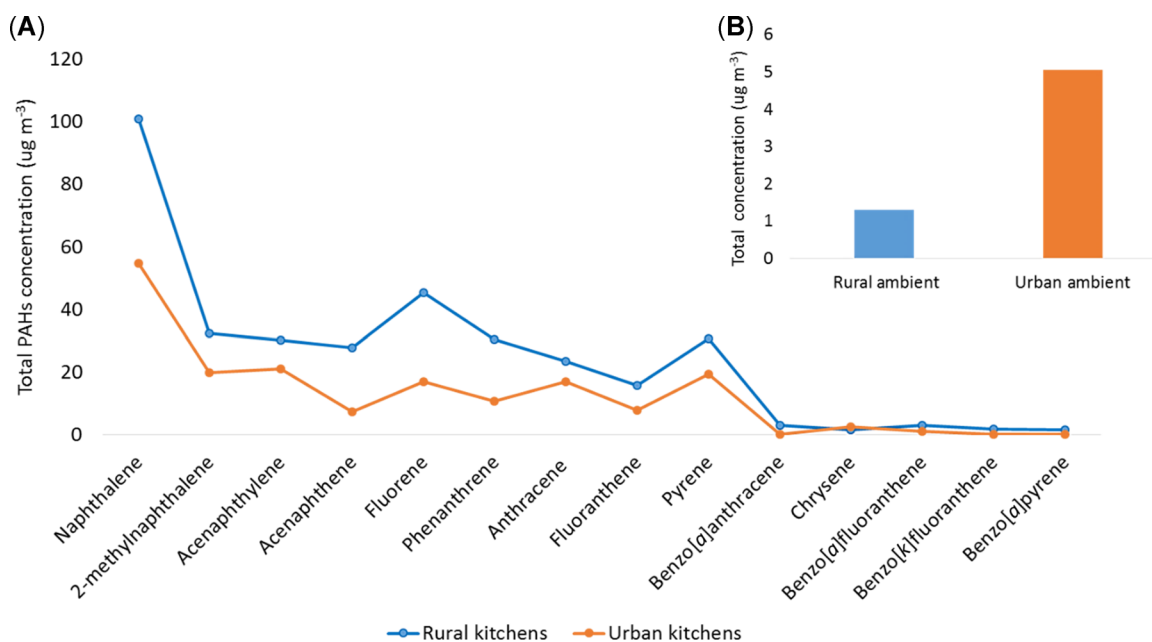 (A)
Total PAHs concentration (ug m-3)
120
100
80
60
40
20
0
Naphthalene
2-methylnaphthalene
Acenaphthylene
Acenaphthene
Fluorene
Phenanthrene
Anthracene
Fluoranthene
Pyrene
Benzo[a]anthracene
Chrysene
Benzo[a]fluoranthene
Benzo[k]fluoranthene
Benzo[a]pyrene
Rural kitchens
Urban kitchens
(B)
Total concentration (ug m-3)
6
5
4
3
2
1
0
Rural ambient
Urban ambient